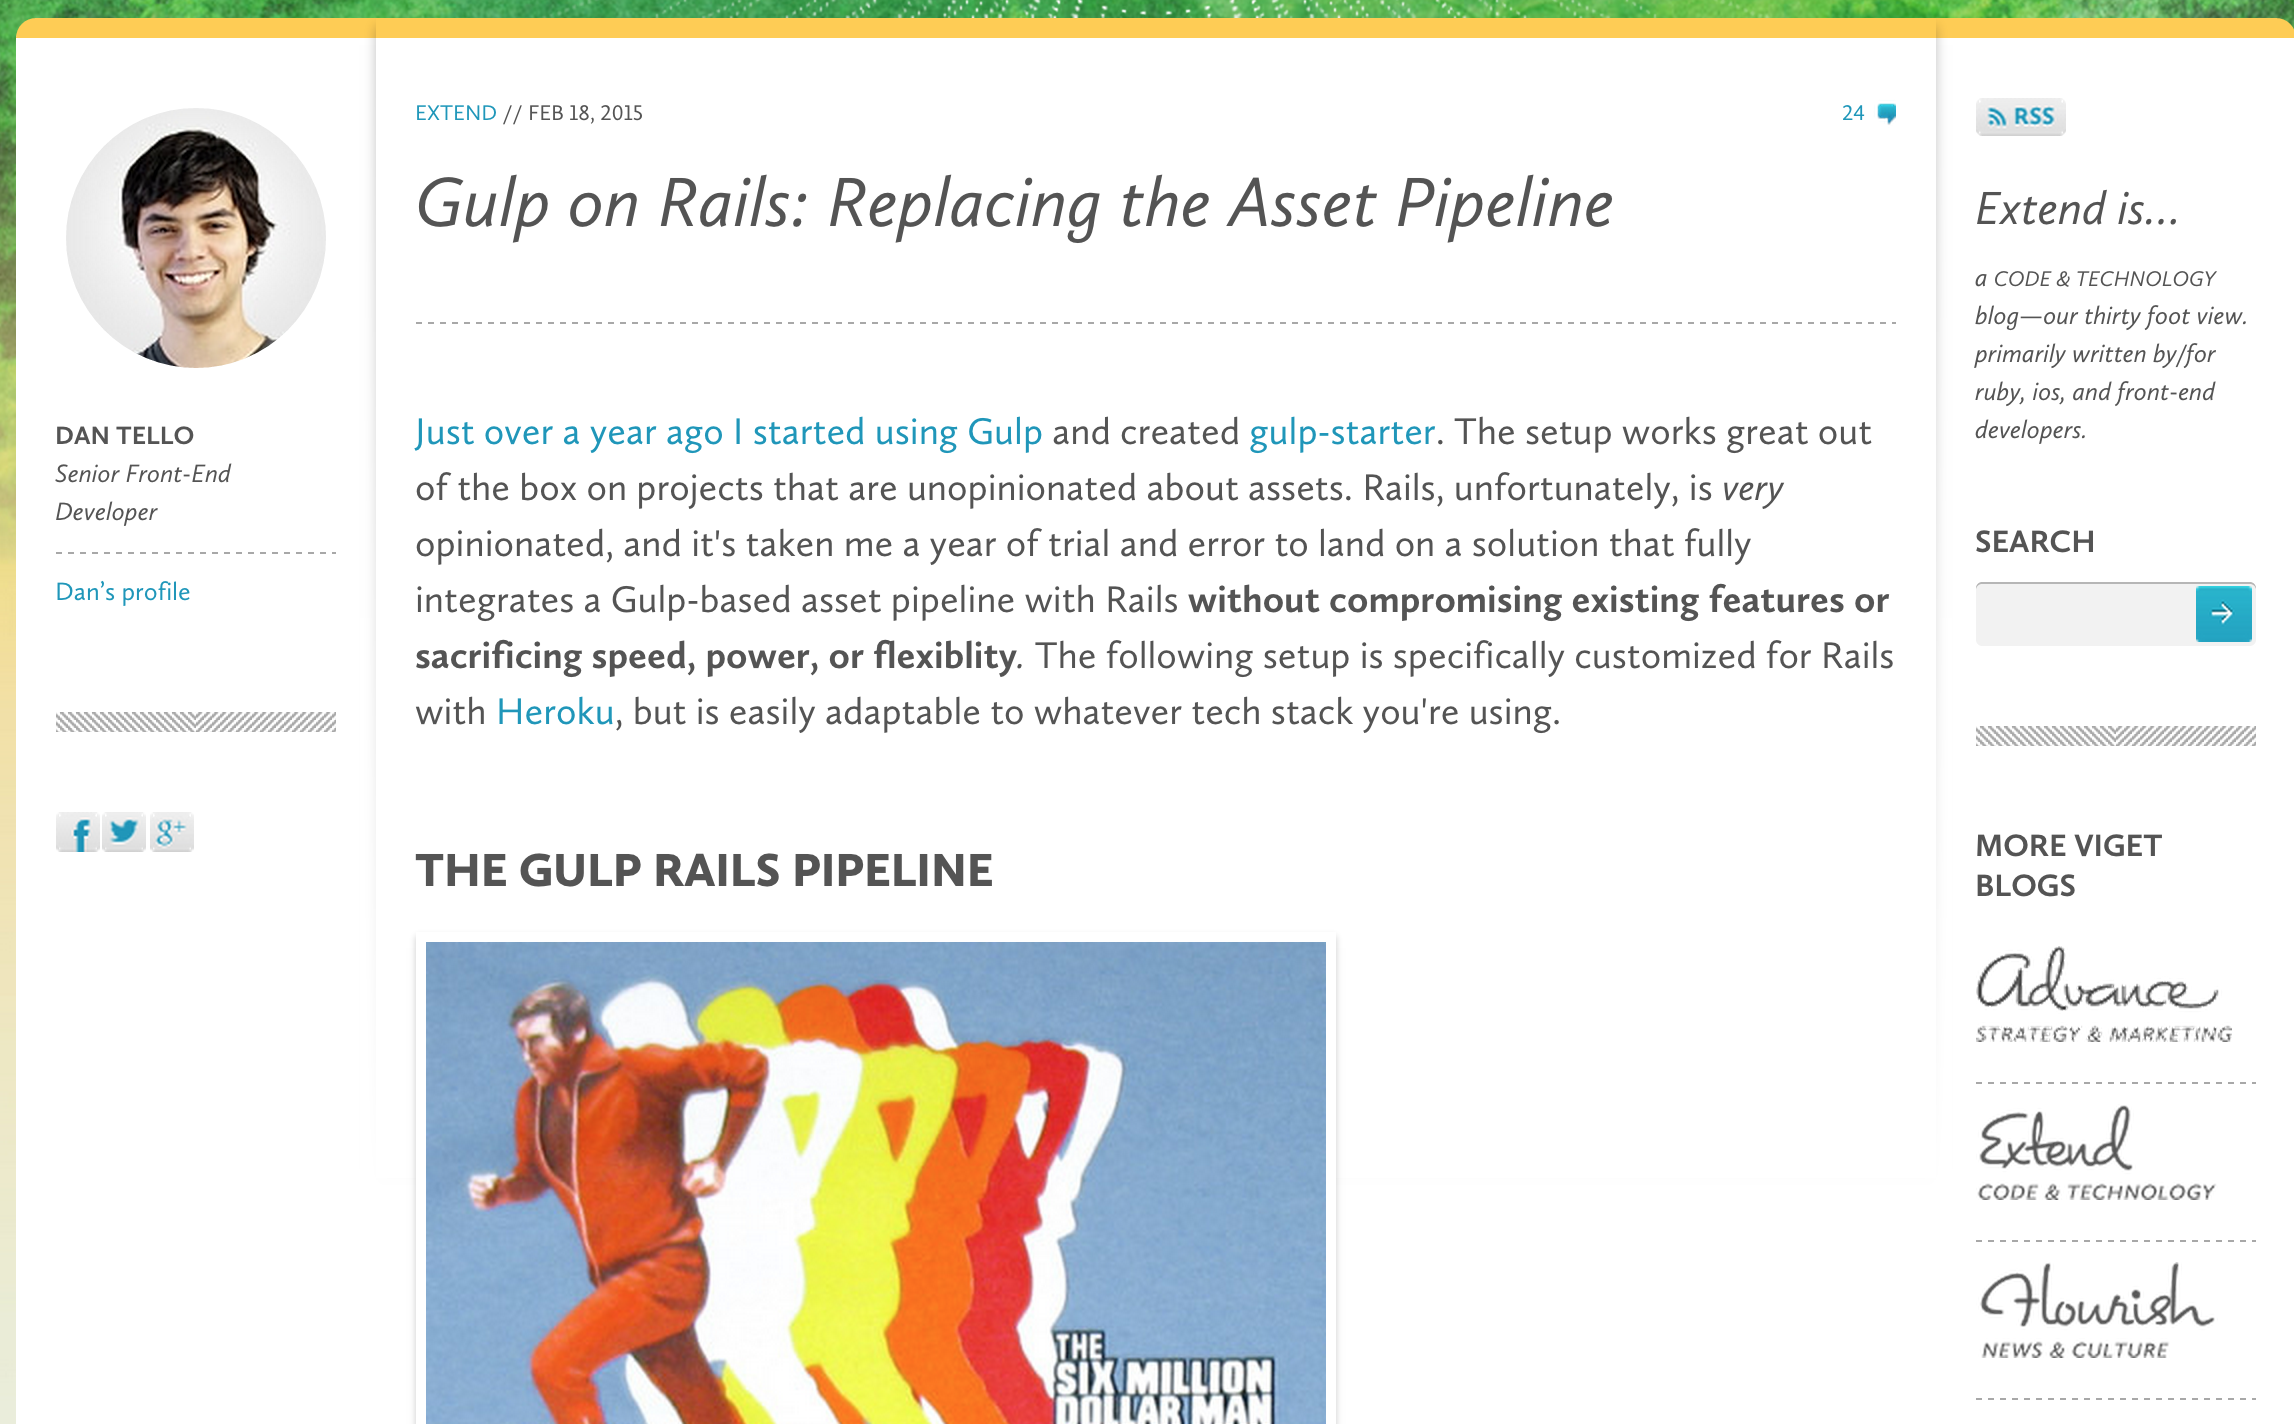 DAN TELLO
Senior Front-End
Developer
Dan’s profile
f
g+
EXTEND // FEB 18, 2015
24
Gulp on Rails: Replacing the Asset Pipeline
Just over a year ago I started using Gulp and created gulp-starter. The setup works great out
of the box on projects that are unopinionated about assets. Rails, unfortunately, is very
opinionated, and it's taken me a year of trial and error to land on a solution that fully
integrates a Gulp-based asset pipeline with Rails without compromising existing features or
sacrificing speed, power, or flexiblity. The following setup is specifically customized for Rails
with Heroku, but is easily adaptable to whatever tech stack you're using.
THE GULP RAILS PIPELINE
THE
SIX MILLION
DOLLAR MAN
RSS
Extend is...
a CODE & TECHNOLOGY
blog—our thirty foot view.
primarily written by/for
ruby, ios, and front-end
developers.
SEARCH
MORE VIGET
BLOGS
Advance
STRATEGY & MARKETING
Extend
CODE & TECHNOLOGY
Flourish
NEWS & CULTURE